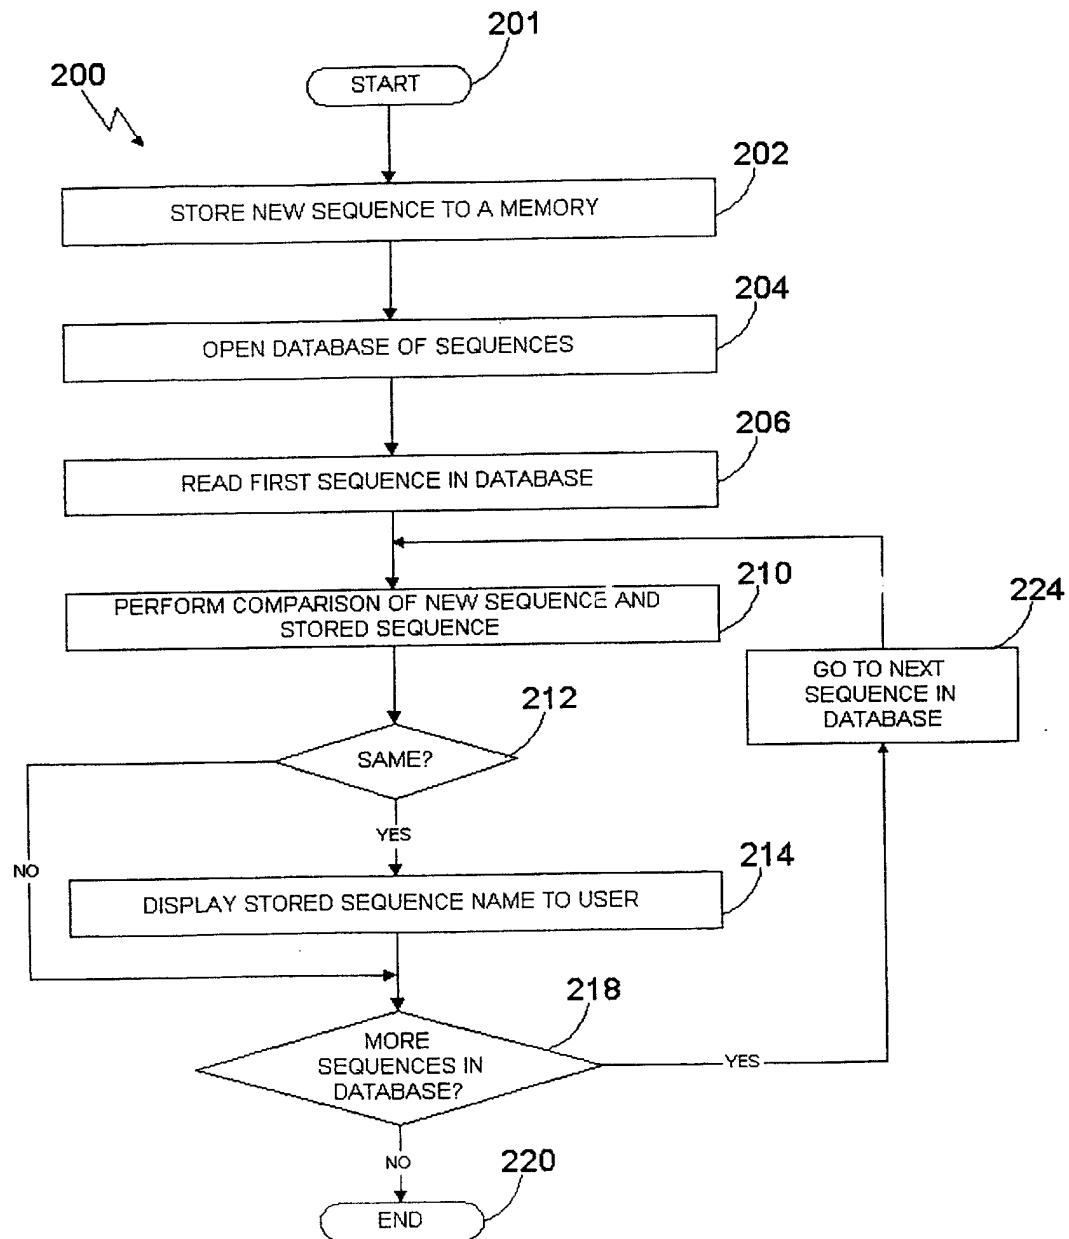 201
200
START
202
STORE NEW SEQUENCE TO A MEMORY
204
OPEN DATABASE OF SEQUENCES
206
READ FIRST SEQUENCE IN DATABASE
210
PERFORM COMPARISON OF NEW SEQUENCE AND
STORED SEQUENCE
224
GO TO NEXT
SEQUENCE IN
DATABASE
212
SAME?
YES
NO
214
DISPLAY STORED SEQUENCE NAME TO USER
218
MORE
SEQUENCES IN
DATABASE?
YES
NO
220
END